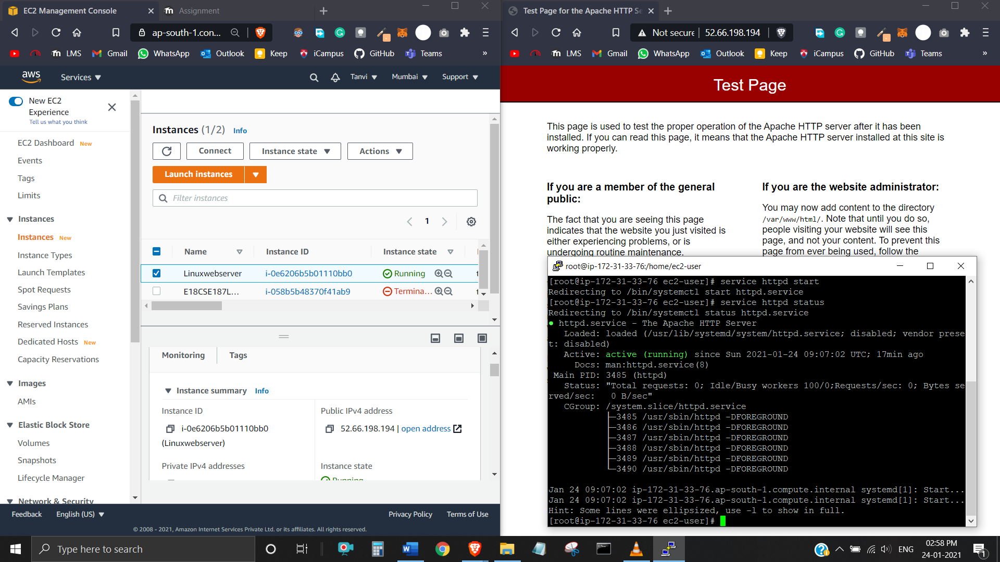 EC2 Management Console
Assignment
ap-south-1.con...
LMS
Gmail
WhatsApp
Outlook
Keep
iCampus
GitHub
Teams
»
aws
Services
Tanvi
Mumbai
Support
New EC2
Experience
Tell us what you think
EC2 Dashboard New
Events
Tags
Limits
Instances
Instances New
Instance Types
Launch Templates
Spot Requests
Savings Plans
Reserved Instances
Dedicated Hosts New
Capacity Reservations
Images
AMIs
Elastic Block Store
Volumes
Snapshots
Lifecycle Manager
Network & Security
Instances (1/2) Info
Connect
Instance state
Actions
Launch instances
Filter instances
1
Name Instance ID Instance state
Linuxwebserver i-0e6206b5b01110bb0 Running t
E18CSE187L... i-058b5b48370f41ab9 Termina... t
Monitoring Tags
Instance summary Info
Instance ID
i-0e6206b5b01110bb0
(Linuxwebserver)
Public IPv4 address
52.66.198.194 | open address
Private IPv4 addresses
Instance state
Running
Feedback English (US) Privacy Policy Terms of Use
© 2008 - 2021, Amazon Internet Services Private Ltd. or its affiliates. All rights reserved.
Test Page for the Apache HTTP Se
Not secure 52.66.198.194
LMS
Gmail
WhatsApp
Outlook
Keep
iCampus
GitHub
Teams
»
Test Page
This page is used to test the proper operation of the Apache HTTP server after it has been
installed. If you can read this page, it means that the Apache HTTP server installed at this site is
working properly.
If you are a member of the general
public:
The fact that you are seeing this page
indicates that the website you just visited is
either experiencing problems, or is
undergoing routine maintenance.
If you are the website administrator:
You may now add content to the directory
/var/www/html/. Note that until you do so,
people visiting your website will see this
page, and not your content. To prevent this
page from ever being used, follow the
root@ip-172-31-33-76:/home/ec2-user
[root@ip-172-31-33-76 ec2-user]# service httpd start
Redirecting to /bin/systemctl start httpd.service
[root@ip-172-31-33-76 ec2-user]# service httpd status
Redirecting to /bin/systemctl status httpd.service
● httpd.service - The Apache HTTP Server
Loaded: loaded (/usr/lib/systemd/system/httpd.service; disabled; vendor prese
t: disabled)
Active: active (running) since Sun 2021-01-24 09:07:02 UTC; 17min ago
Docs: man:httpd.service(8)
Main PID: 3485 (httpd)
Status: "Total requests: 0; Idle/Busy workers 100/0;Requests/sec: 0; Bytes se
rved/sec:   0 B/sec"
CGroup: /system.slice/httpd.service
├─3485 /usr/sbin/httpd -DFOREGROUND
├─3486 /usr/sbin/httpd -DFOREGROUND
├─3487 /usr/sbin/httpd -DFOREGROUND
├─3488 /usr/sbin/httpd -DFOREGROUND
├─3489 /usr/sbin/httpd -DFOREGROUND
└─3490 /usr/sbin/httpd -DFOREGROUND
Jan 24 09:07:02 ip-172-31-33-76.ap-south-1.compute.internal systemd[1]: Start...
Jan 24 09:07:02 ip-172-31-33-76.ap-south-1.compute.internal systemd[1]: Start...
Hint: Some lines were ellipsized, use -l to show in full.
[root@ip-172-31-33-76 ec2-user]#
Type here to search
ENG
02:58 PM
24-01-2021
1